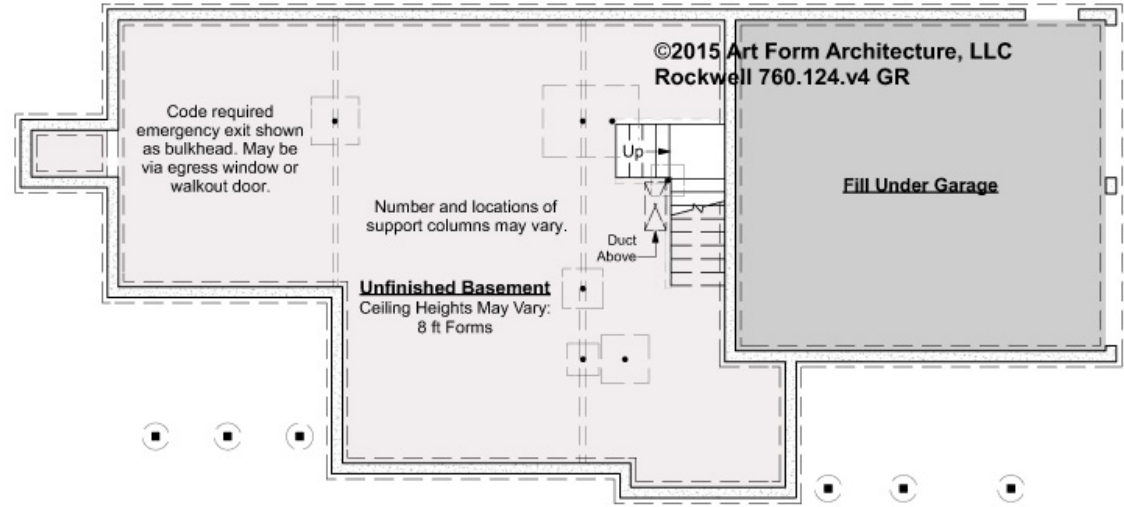 ©2015 Art Form Architecture, LLC
Rockwell 760.124.v4 GR
Code required
emergency exit shown
as bulkhead. May be
via egress window or
walkout door.
Up
Fill Under Garage
Number and locations of
support columns may vary.
Duct
Above
Unfinished Basement
Ceiling Heights May Vary:
8 ft Forms